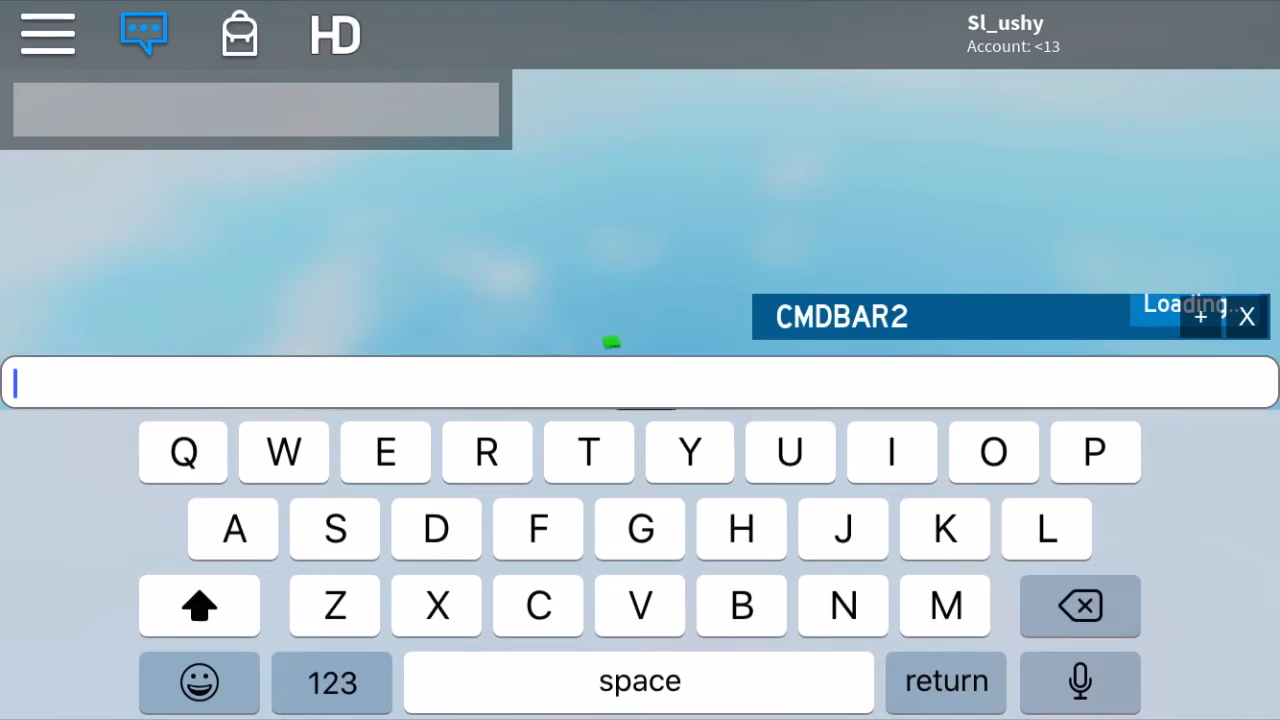 HD
Sl_ushy
Account: <13
Loading...
CMDBAR2
+ X
Q W E R T Y U I O P
A S D F G H J K L
Z X C V B N M
123 space return